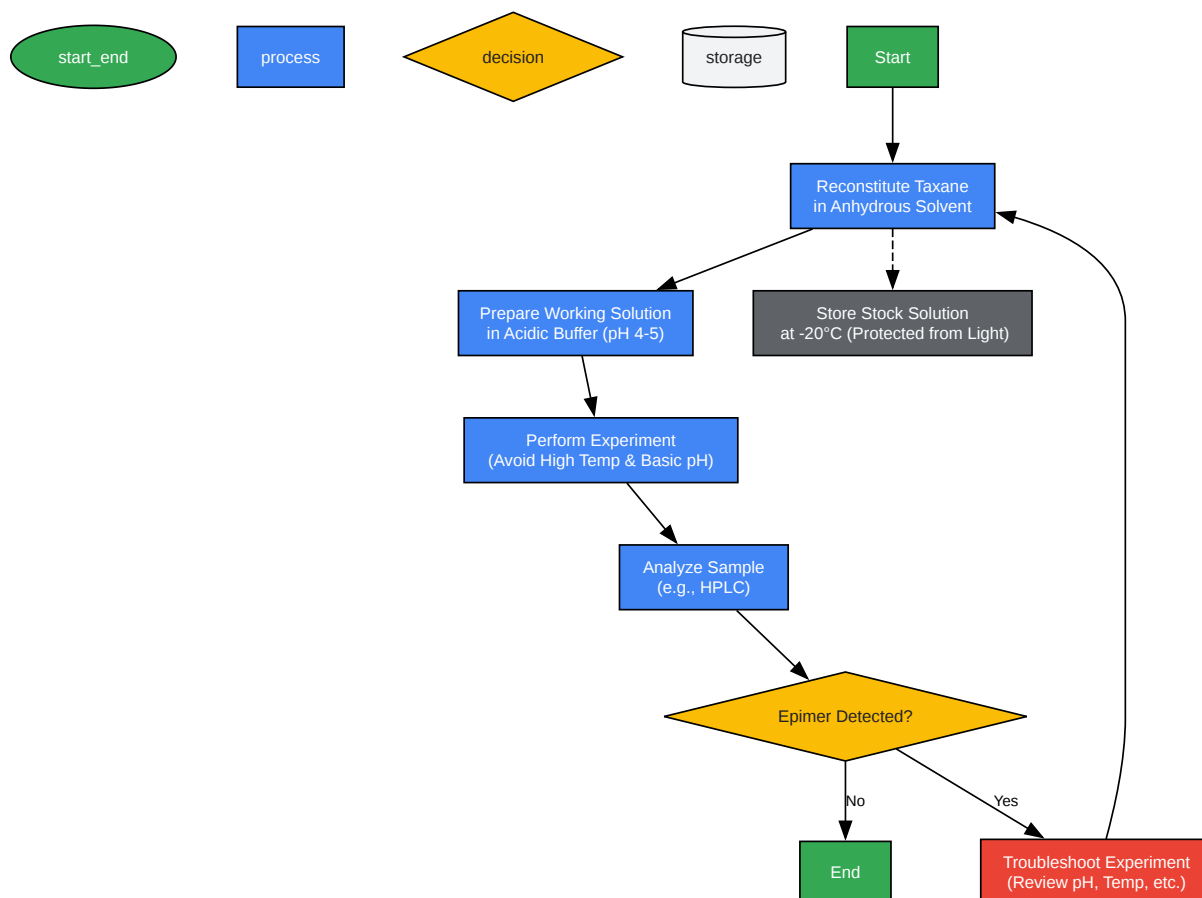 start_end
process
decision
storage
Start
Reconstitute Taxane
in Anhydrous Solvent
Prepare Working Solution
in Acidic Buffer (pH 4-5)
Store Stock Solution
at -20°C (Protected from Light)
Perform Experiment
(Avoid High Temp & Basic pH)
Analyze Sample
(e.g., HPLC)
Epimer Detected?
No
Yes
End
Troubleshoot Experiment
(Review pH, Temp, etc.)